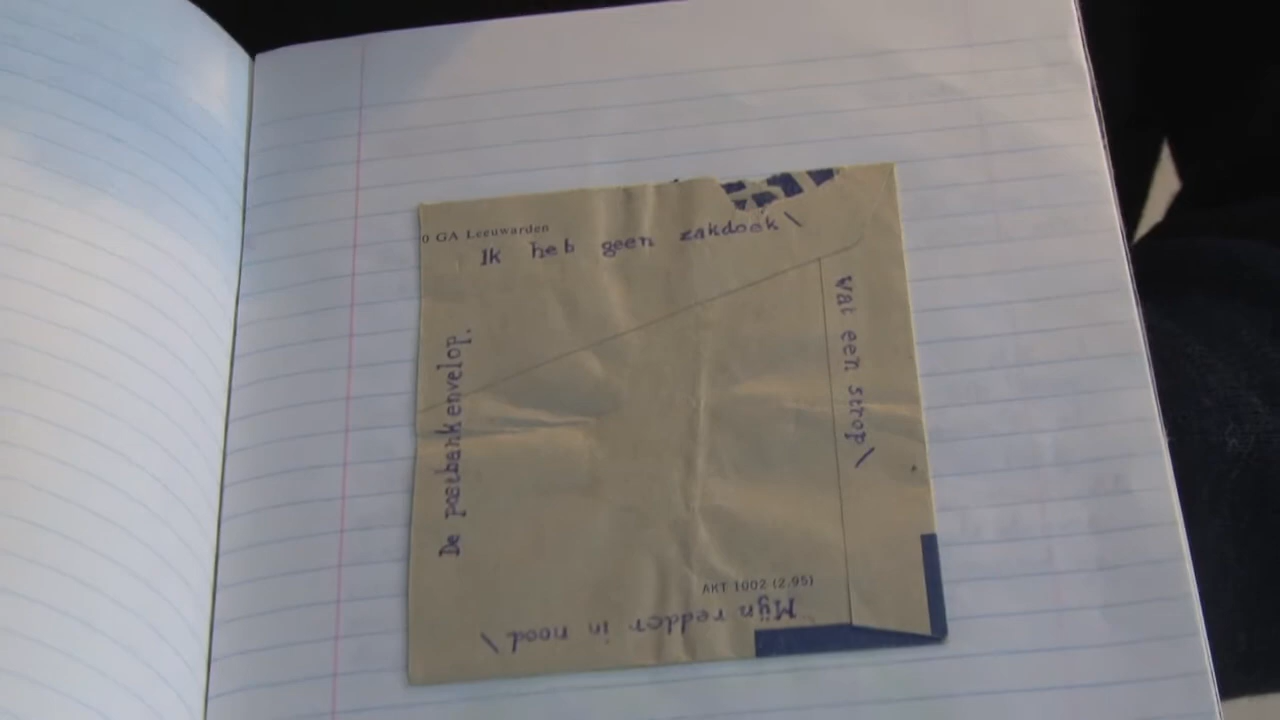 0 GA Leeuwarden
Ik heb geen zakdoek\
wat een strop\
Mijn redder in nood\
De postbankenvelop.
AKT 1002 (2.95)